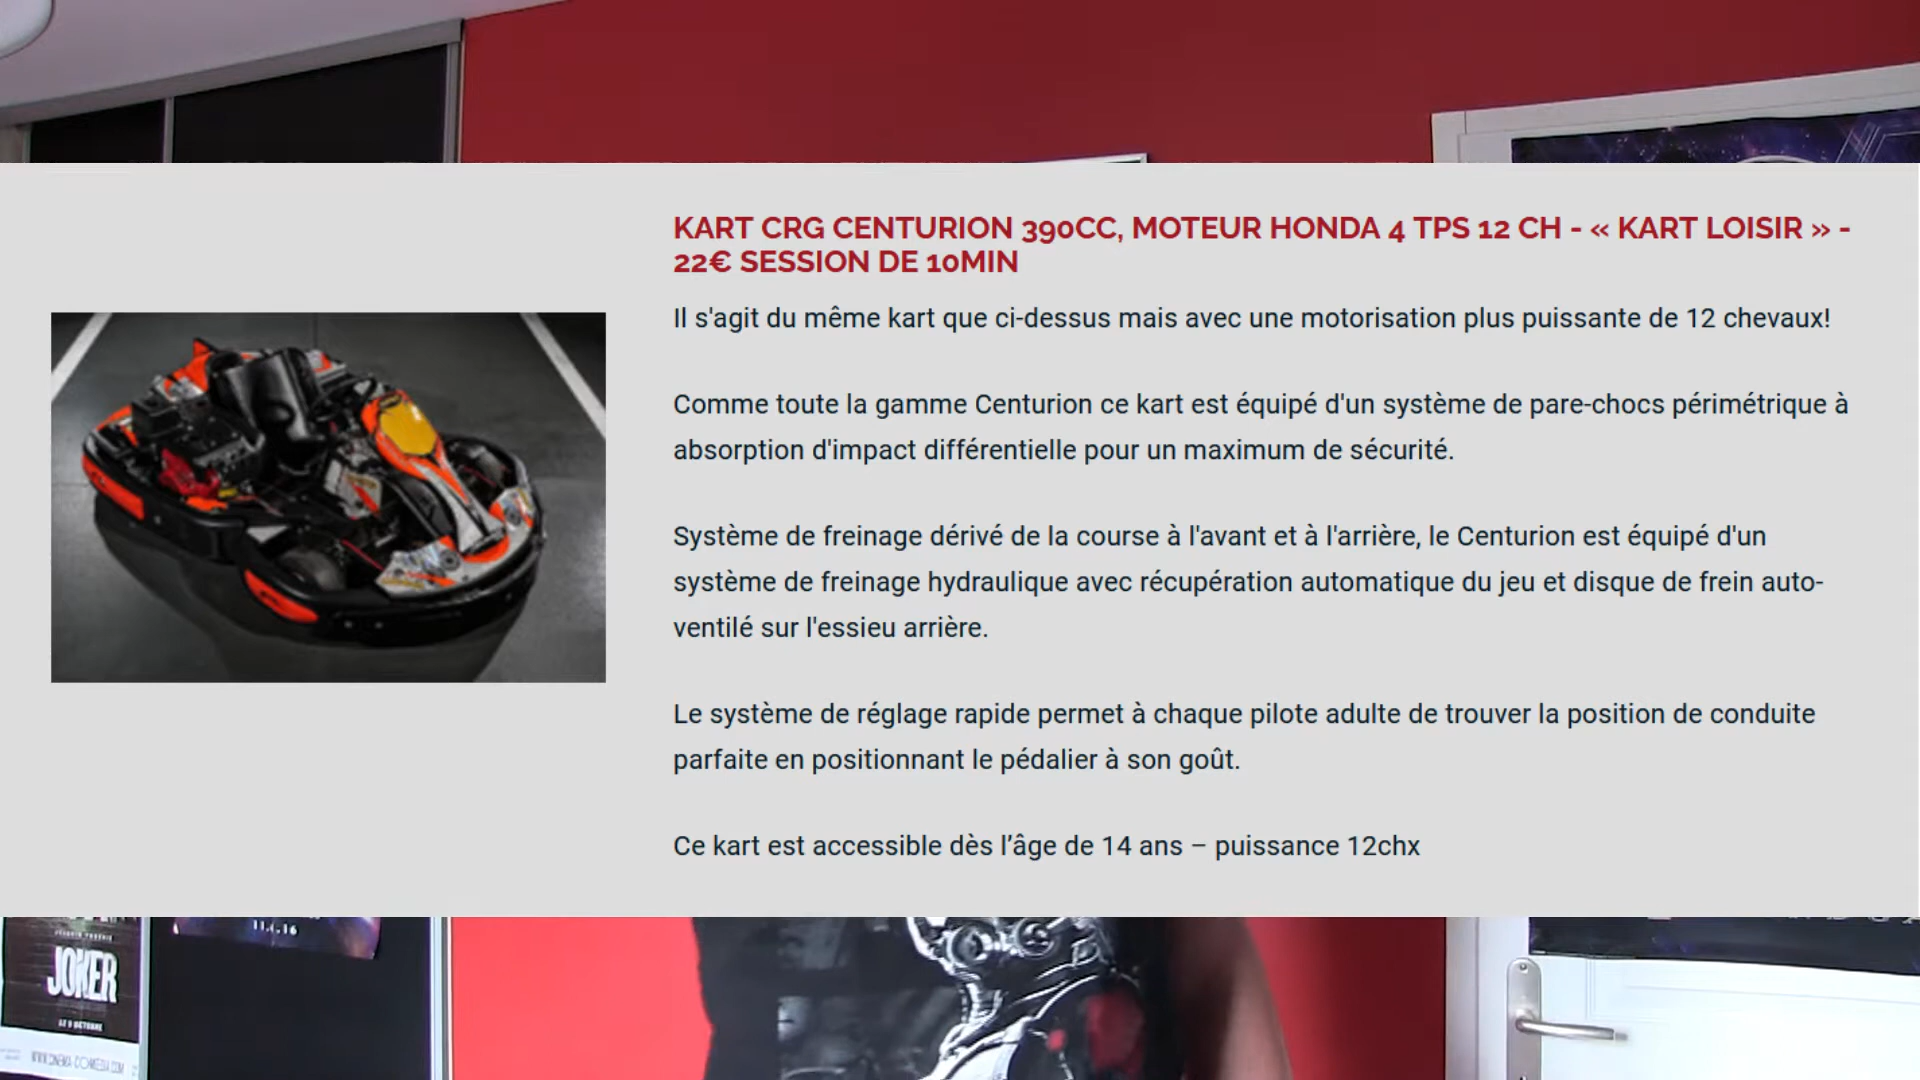 KART CRG CENTURION 390CC, MOTEUR HONDA 4 TPS 12 CH - « KART LOISIR » -
22€ SESSION DE 10MIN
Il s'agit du même kart que ci-dessus mais avec une motorisation plus puissante de 12 chevaux!
Comme toute la gamme Centurion ce kart est équipé d'un système de pare-chocs périmétrique à
absorption d'impact différentielle pour un maximum de sécurité.
Système de freinage dérivé de la course à l'avant et à l'arrière, le Centurion est équipé d'un
système de freinage hydraulique avec récupération automatique du jeu et disque de frein auto-
ventilé sur l'essieu arrière.
Le système de réglage rapide permet à chaque pilote adulte de trouver la position de conduite
parfaite en positionnant le pédalier à son goût.
Ce kart est accessible dès l’âge de 14 ans – puissance 12chx
JOKER